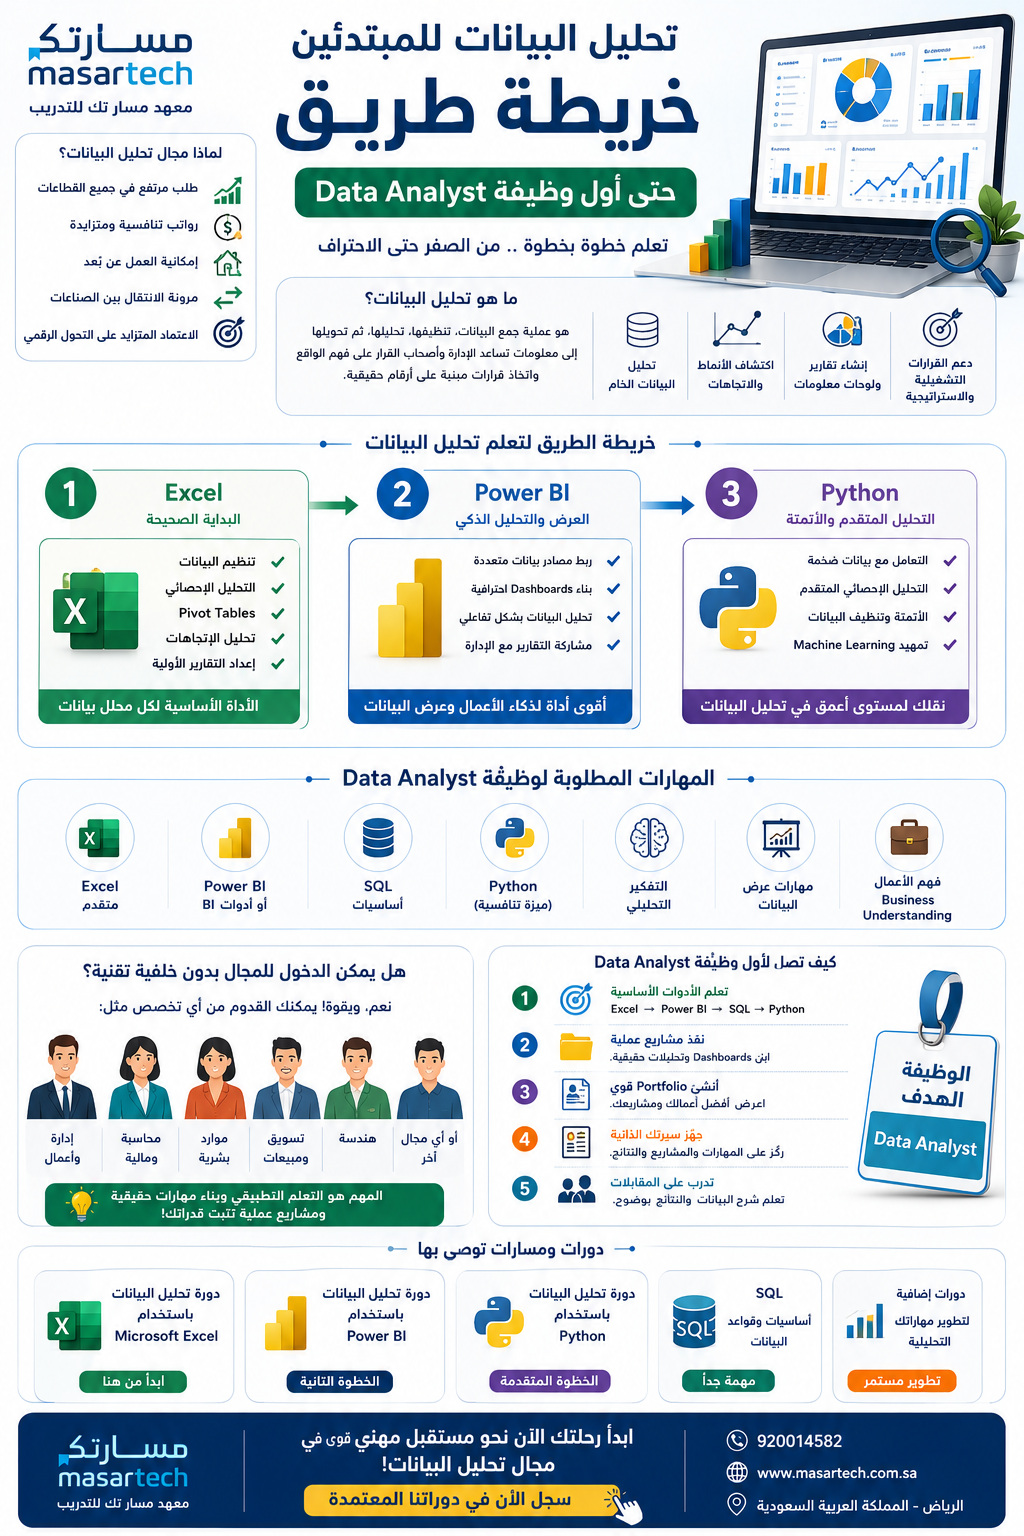 مسارتك
masartech
معهد مسار تك للتدريب
تحليل البيانات للمبتدئين
خريطة طريق
حتى أول وظيفة Data Analyst
تعلم خطوة بخطوة .. من الصفر حتى الاحتراف
لماذا مجال تحليل البيانات؟
طلب مرتفع في جميع القطاعات
رواتب تنافسية ومتزايدة
إمكانية العمل عن بُعد
مرونة الانتقال بين الصناعات
الاعتماد المتزايد على التحول الرقمي
ما هو تحليل البيانات؟
هو عملية جمع البيانات، تنظيفها، تحليلها، ثم تحويلها
إلى معلومات تساعد الإدارة وأصحاب القرار على فهم الواقع
واتخاذ قرارات مبنية على أرقام حقيقية.
دعم القرارات
التشغيلية
والاستراتيجية
إنشاء تقارير
ولوحات معلومات
اكتشاف الأنماط
والاتجاهات
تحليل
البيانات الخام
خريطة الطريق لتعلم تحليل البيانات
1
Excel
البداية الصحيحة
تنظيم البيانات
التحليل الإحصائي
Pivot Tables
تحليل الإتجاهات
إعداد التقارير الأولية
الأداة الأساسية لكل محلل بيانات
2
Power BI
العرض والتحليل الذكي
ربط مصادر بيانات متعددة
بناء Dashboards احترافية
تحليل البيانات بشكل تفاعلي
مشاركة التقارير مع الإدارة
أقوى أداة لذكاء الأعمال وعرض البيانات
3
Python
التحليل المتقدم والأتمتة
التعامل مع بيانات ضخمة
التحليل الإحصائي المتقدم
الأتمتة وتنظيف البيانات
تمهيد Machine Learning
نقلك لمستوى أعمق في تحليل البيانات
المهارات المطلوبة لوظيفة Data Analyst
Excel
متقدم
Power BI
أو أدوات BI
SQL
أساسيات
Python
(ميزة تنافسية)
التفكير
التحليلي
مهارات عرض
البيانات
فهم الأعمال
Business
Understanding
هل يمكن الدخول للمجال بدون خلفية تقنية؟
نعم، وبقوة! يمكنك القدوم من أي تخصص مثل:
إدارة
وأعمال
محاسبة
ومالية
موارد
بشرية
تسويق
ومبيعات
هندسة
أو أي مجال
آخر
المهم هو التعلم التطبيقي وبناء مهارات حقيقية
ومشاريع عملية تثبت قدراتك!
كيف تصل لأول وظيفة Data Analyst
1
تعلم الأدوات الأساسية
Excel → Power BI → SQL → Python
2
نفّذ مشاريع عملية
ابنِ Dashboards وتحليلات حقيقية.
3
أنشئ Portfolio قوي
اعرض أفضل أعمالك ومشاريعك.
4
جهّز سيرتك الذاتية
ركّز على المهارات والمشاريع والنتائج.
5
تدرب على المقابلات
تعلم شرح البيانات والنتائج بوضوح.
الوظيفة
الهدف
Data Analyst
دورات ومسارات توصي بها
دورة تحليل البيانات
باستخدام
Microsoft Excel
ابدأ من هنا
دورة تحليل البيانات
باستخدام
Power BI
الخطوة الثانية
دورة تحليل البيانات
باستخدام
Python
الخطوة المتقدمة
SQL
SQL
أساسيات وقواعد
البيانات
مهمة جداً
دورات إضافية
لتطوير مهاراتك
التحليلية
تطوير مستمر
مسارتك
masartech
معهد مسار تك للتدريب
ابدأ رحلتك الآن نحو مستقبل مهني قوى في
مجال تحليل البيانات!
سجل الأن في دوراتنا المعتمدة
920014582
www.masartech.com.sa
الرياض - المملكة العربية السعودية